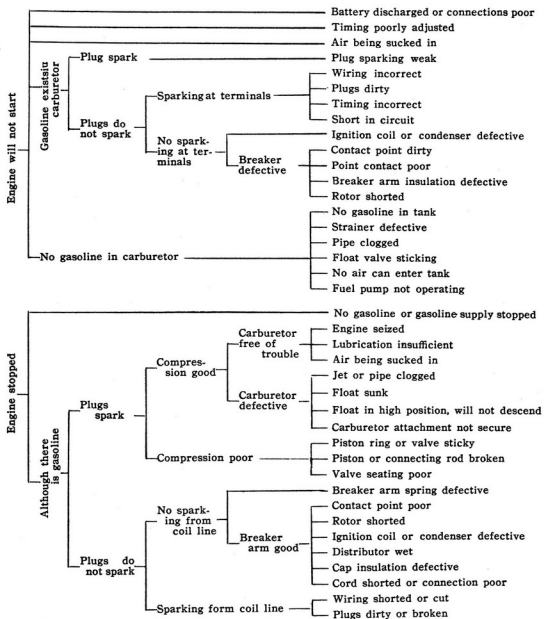 Engine will not start
Battery discharged or connections poor
Timing poorly adjusted
Air being sucked in
Gasoline existsiu
carburetor
Plug spark
Plug sparking weak
Plugs do
not spark
Sparking at terminals
Wiring incorrect
Plugs dirty
Timing incorrect
Short in circuit
No spark-
ing at ter-
minals
Ignition coil or condenser defective
Breaker
defective
Contact point dirty
Point contact poor
Breaker arm insulation defective
Rotor shorted
No gasoline in carburetor
No gasoline in tank
Strainer defective
Pipe clogged
Float valve sticking
No air can enter tank
Fuel pump not operating
Engine stopped
No gasoline or gasoline supply stopped
Although there
is gasoline
Plugs
spark
Compres-
sion good
Carburetor
free of
trouble
Engine seized
Lubrication insufficient
Air being sucked in
Carburetor
defective
Jet or pipe clogged
Float sunk
Float in high position, will not descend
Carburetor attachment not secure
Compression poor
Piston ring or valve sticky
Piston or connecting rod broken
Valve seating poor
Plugs do
not spark
No spark-
ing from
coil line
Breaker arm spring defective
Breaker
arm good
Contact point poor
Rotor shorted
Ignition coil or condenser defective
Distributor wet
Cap insulation defective
Cord shorted or connection poor
Sparking form coil line
Wiring shorted or cut
Plugs dirty or broken